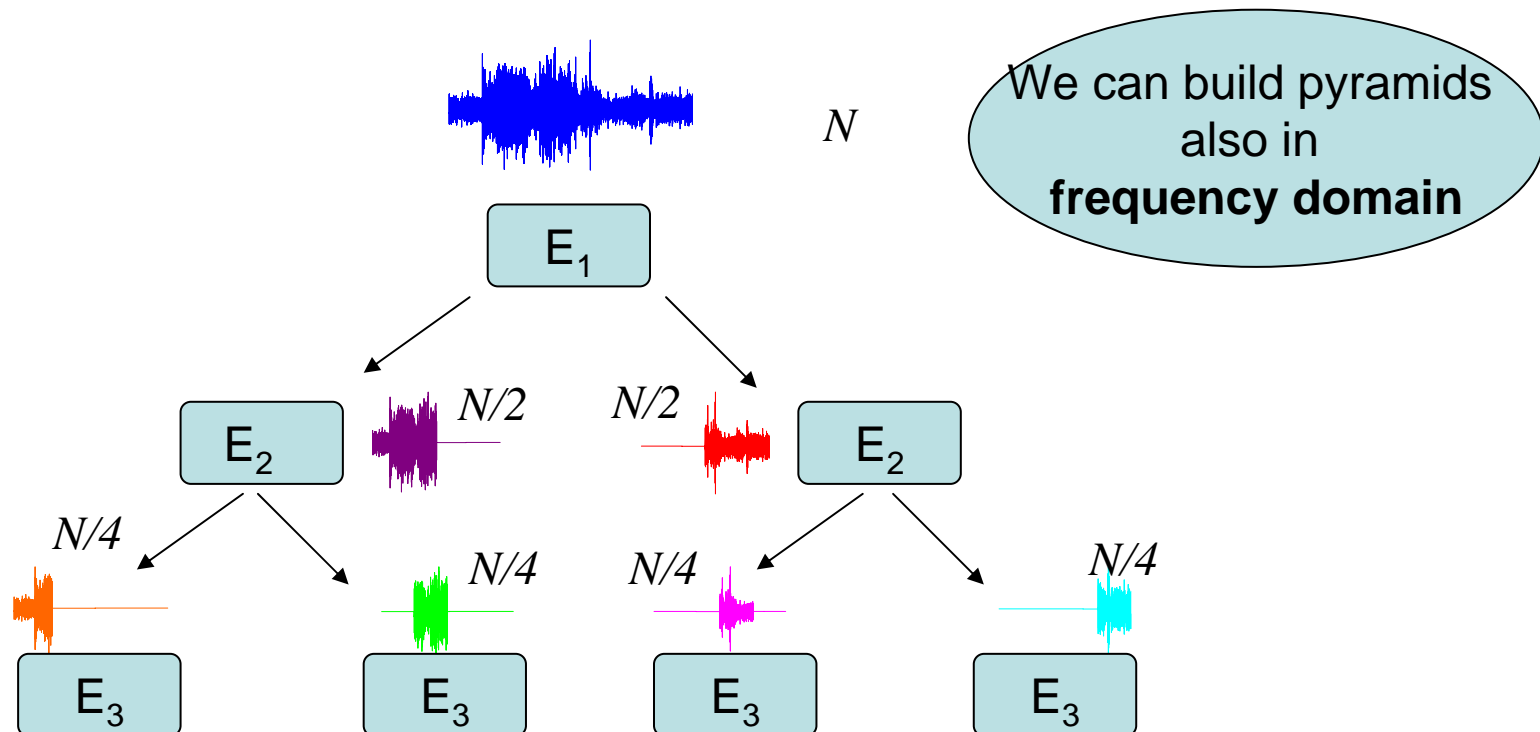 N
We can build pyramids
also in
frequency domain
E₁
N/2
N/2
E₂
E₂
N/4
N/4
N/4
N/4
E₃
E₃
E₃
E₃